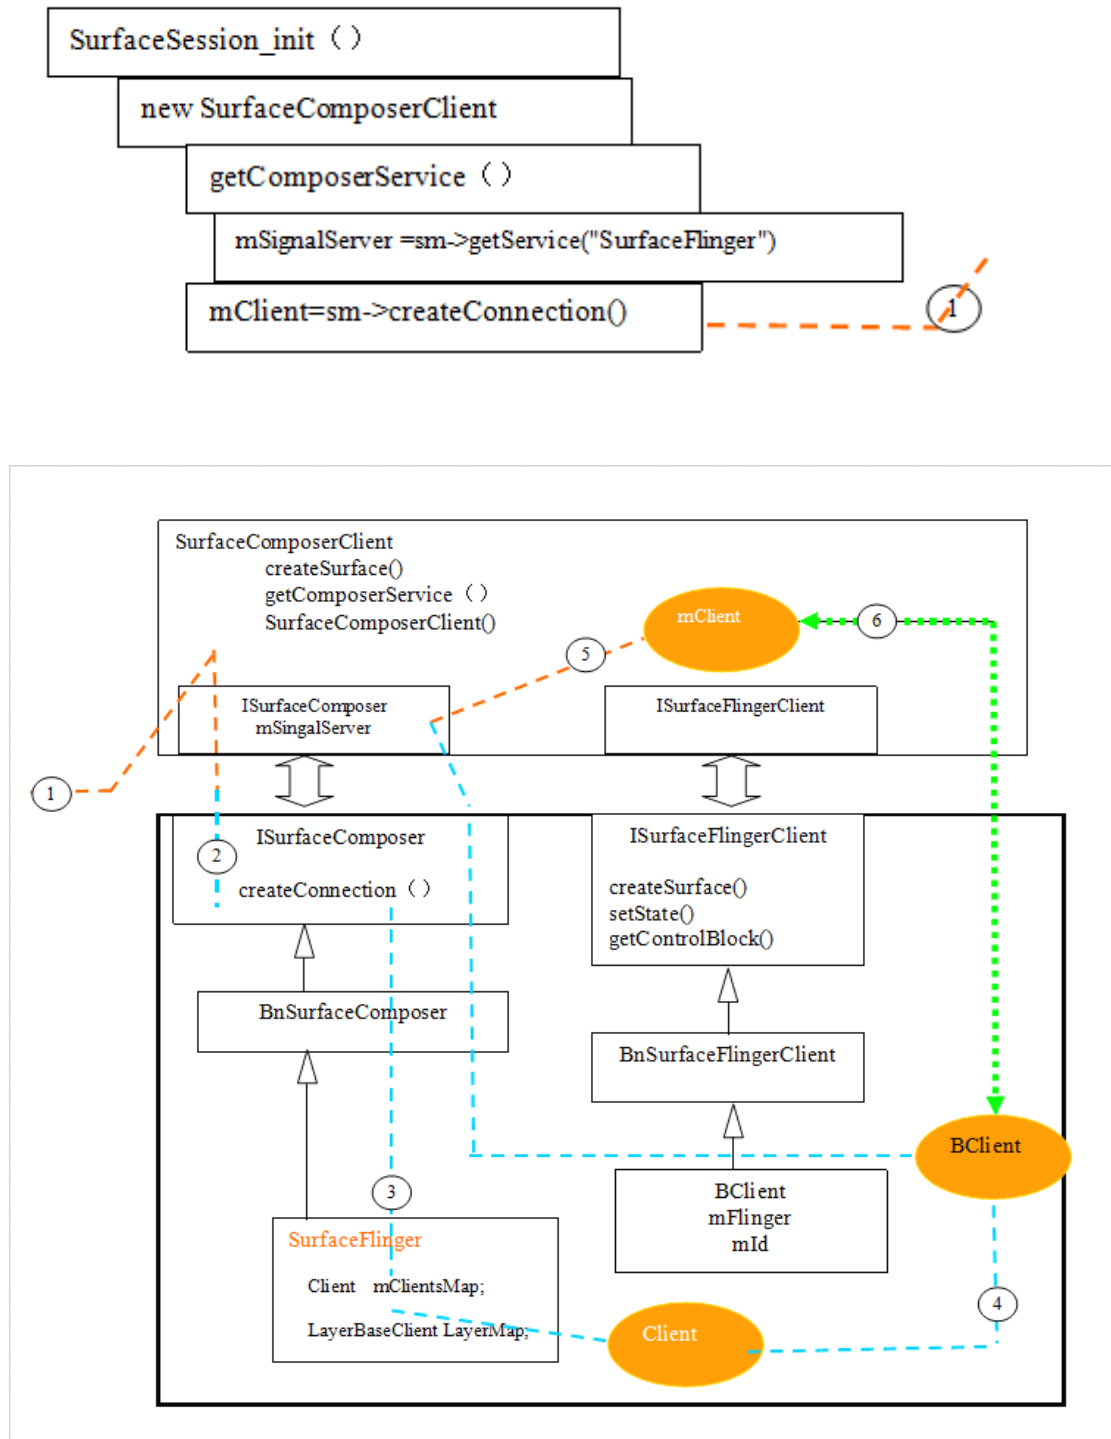 SurfaceSession_init（）
new SurfaceComposerClient
getComposerService（）
mSignalServer =sm->getService("SurfaceFlinger")
mClient=sm->createConnection()
1
SurfaceComposerClient
createSurface()
getComposerService（）
SurfaceComposerClient()
mClient
6
5
ISurfaceComposer
mSingalServer
ISurfaceFlingerClient
1
ISurfaceComposer
2
createConnection（）
ISurfaceFlingerClient
createSurface()
setState()
getControlBlock()
BnSurfaceComposer
BnSurfaceFlingerClient
BClient
3
BClient
mFlinger
mId
SurfaceFlinger
Client mClientsMap;
LayerBaseClient LayerMap;
4
Client